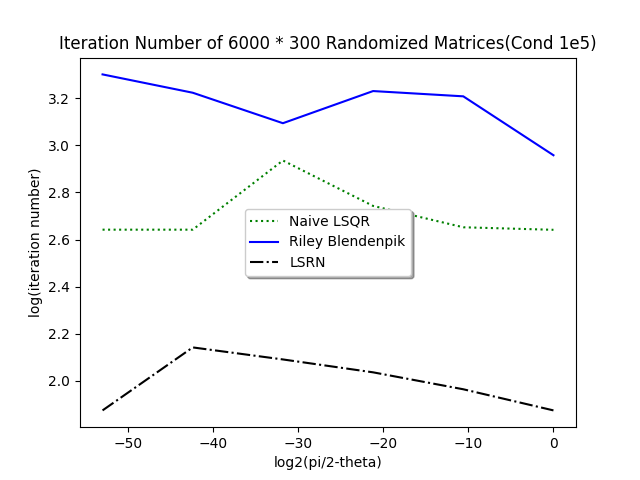 Iteration Number of 6000 * 300 Randomized Matrices(Cond 1e5)
log(iteration number)
3.2
3.0
2.8
2.6
2.4
2.2
2.0
Naive LSQR
Riley Blendenpik
LSRN
−50
−40
−30
−20
−10
0
log2(pi/2-theta)